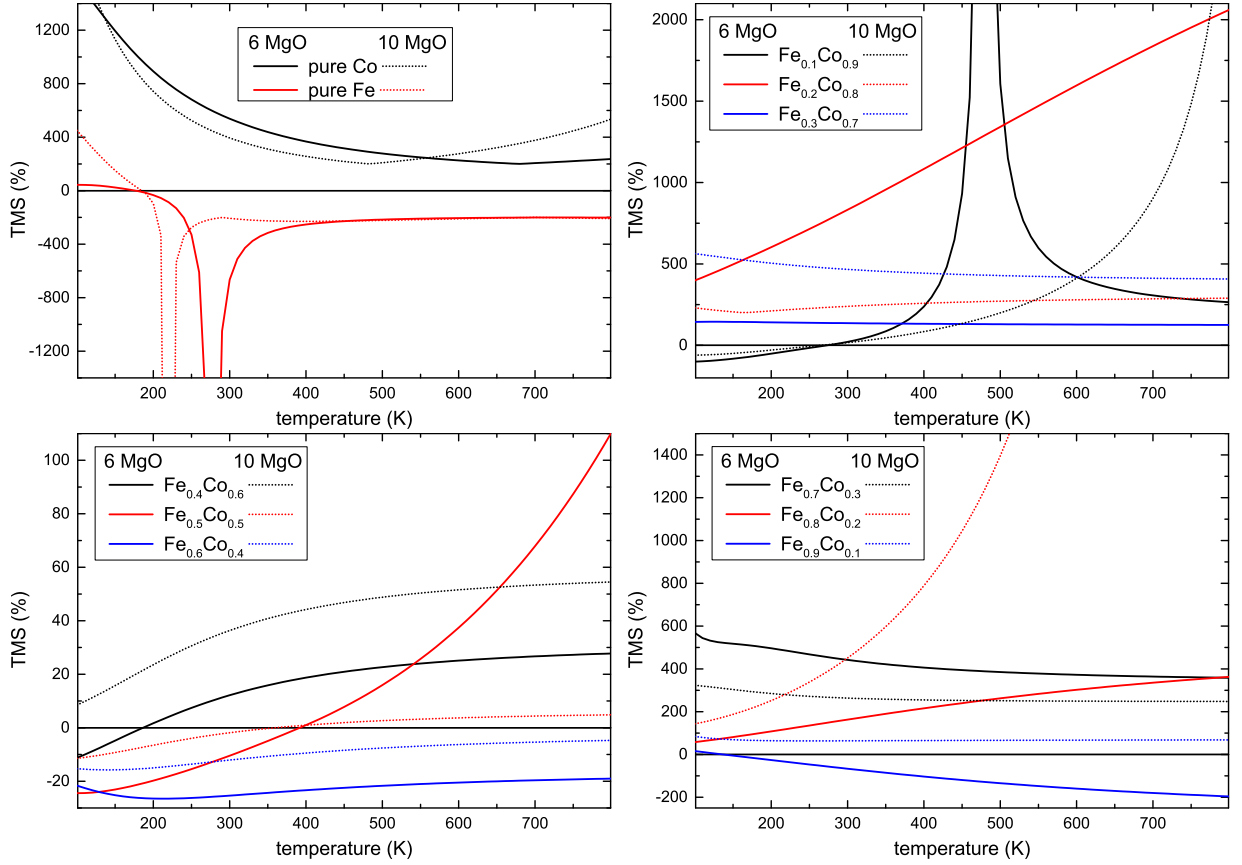 6 MgO 10 MgO
pure Co
pure Fe
TMS (%)
1200
800
400
0
-400
-800
-1200
200 300 400 500 600 700
temperature (K)
6 MgO 10 MgO
Fe0.1Co0.9
Fe0.2Co0.8
Fe0.3Co0.7
TMS (%)
2000
1500
1000
500
0
200 300 400 500 600 700
temperature (K)
6 MgO 10 MgO
Fe0.4Co0.6
Fe0.5Co0.5
Fe0.6Co0.4
TMS (%)
100
80
60
40
20
0
-20
200 300 400 500 600 700
temperature (K)
6 MgO 10 MgO
Fe0.7Co0.3
Fe0.8Co0.2
Fe0.9Co0.1
TMS (%)
1400
1200
1000
800
600
400
200
0
-200
200 300 400 500 600 700
temperature (K)